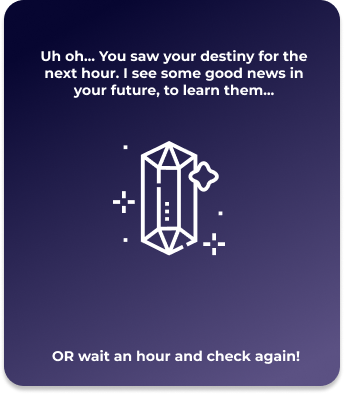 Uh oh... You saw your destiny for the
next hour. I see some good news in
your future, to learn them...
OR wait an hour and check again!